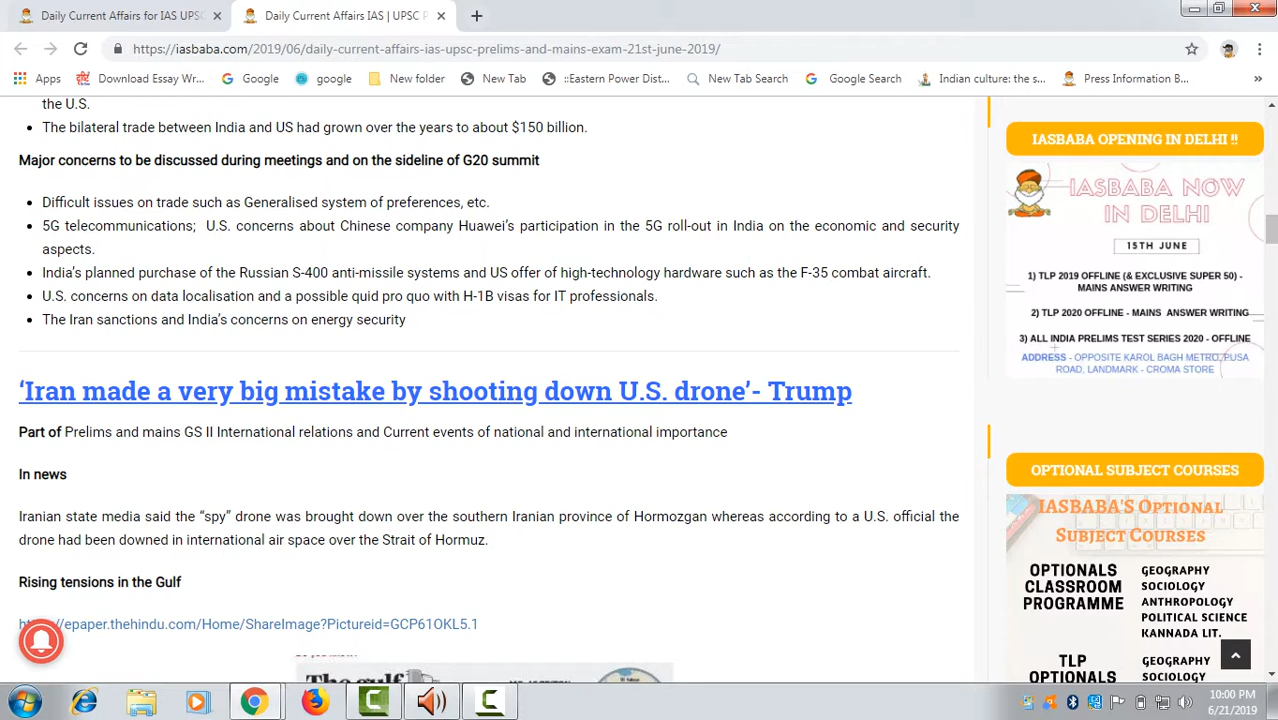 Daily Current Affairs for IAS UPSC
Daily Current Affairs IAS | UPSC P
https://iasbaba.com/2019/06/daily-current-affairs-ias-upsc-prelims-and-mains-exam-21st-june-2019/
Apps
Download Essay Wr...
Google
google
New folder
New Tab
::Eastern Power Dist...
New Tab Search
Google Search
Indian culture: the s...
Press Information B...
»
the U.S.
• The bilateral trade between India and US had grown over the years to about $150 billion.
Major concerns to be discussed during meetings and on the sideline of G20 summit
• Difficult issues on trade such as Generalised system of preferences, etc.
• 5G telecommunications; U.S. concerns about Chinese company Huawei's participation in the 5G roll-out in India on the economic and security
aspects.
• India's planned purchase of the Russian S-400 anti-missile systems and US offer of high-technology hardware such as the F-35 combat aircraft.
• U.S. concerns on data localisation and a possible quid pro quo with H-1B visas for IT professionals.
• The Iran sanctions and India's concerns on energy security
‘Iran made a very big mistake by shooting down U.S. drone’- Trump
Part of Prelims and mains GS II International relations and Current events of national and international importance
In news
Iranian state media said the “spy” drone was brought down over the southern Iranian province of Hormozgan whereas according to a U.S. official the
drone had been downed in international air space over the Strait of Hormuz.
Rising tensions in the Gulf
/epaper.thehindu.com/Home/ShareImage?Pictureid=GCP61OKL5.1
The gulf
IASBABA OPENING IN DELHI !!
IASBABA NOW
IN DELHI
15TH JUNE
1) TLP 2019 OFFLINE (& EXCLUSIVE SUPER 50) -
MAINS ANSWER WRITING
2) TLP 2020 OFFLINE - MAINS ANSWER WRITING
3) ALL INDIA PRELIMS TEST SERIES 2020 - OFFLINE
ADDRESS - OPPOSITE KAROL BAGH METRO, PUSA
ROAD, LANDMARK - CROMA STORE
OPTIONAL SUBJECT COURSES
IASBABA'S OPTIONAL
SUBJECT COURSES
OPTIONALS
CLASSROOM
PROGRAMME
GEOGRAPHY
SOCIOLOGY
ANTHROPOLOGY
POLITICAL SCIENCE
KANNADA LIT.
TLP
OPTIONALS
GEOGRAPHY
SOCIOLOGY
10:00 PM
6/21/2019